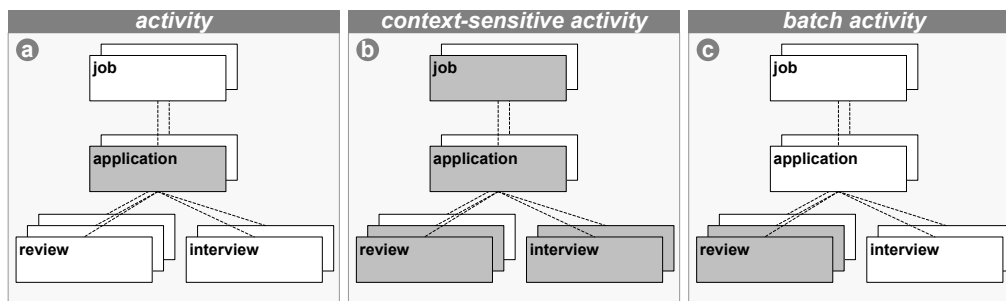 activity
context-sensitive activity
batch activity
a
job
application
review
interview
b
job
application
review
interview
c
job
application
review
interview